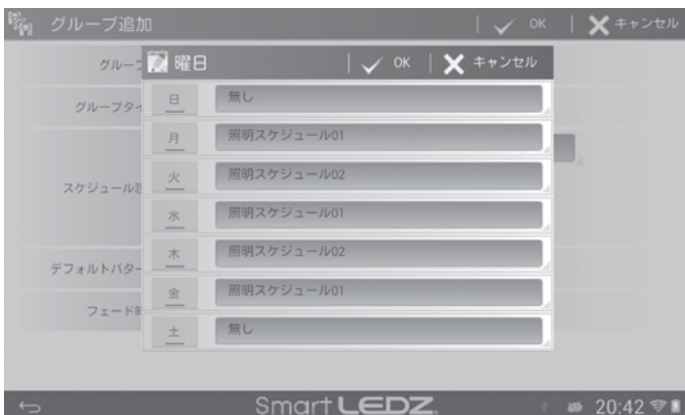 グループ追加 OK キャンセル
グルー
曜日 OK キャンセル
グループタイ
日 無し
月 照明スケジュール01
火 照明スケジュール02
スケジュール設
水 照明スケジュール01
木 照明スケジュール02
デフォルトパター
金 照明スケジュール01
フェード時
土 無し
Smart LEDZ. 20:42